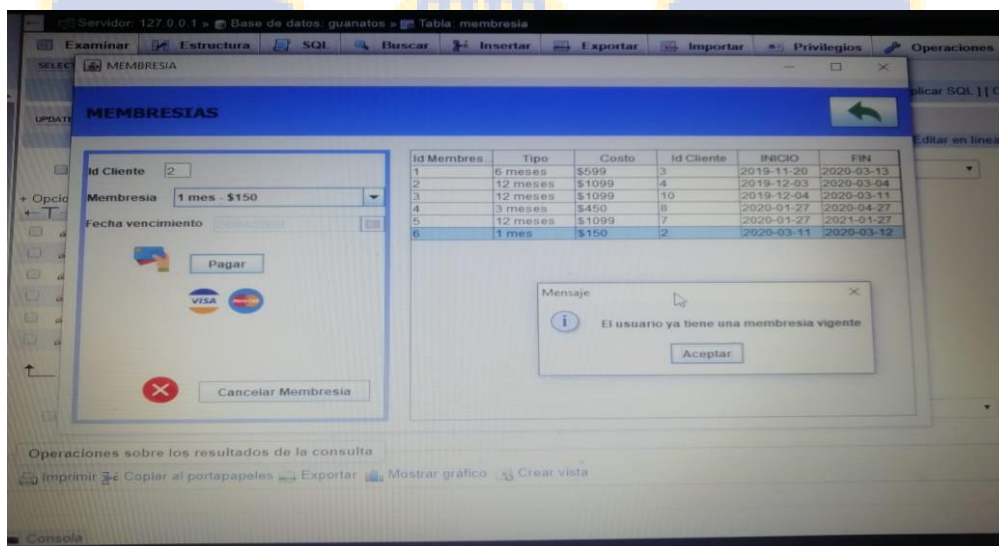 Servidor: 127.0.0.1 » Base de datos: guanatos » Tabla: membresia
Examinar Estructura SQL Buscar Insertar Exportar Importar Privilegios Operaciones
SELECT
MEMBRESIA
plicar SQL ] [
UPDATE
MEMBRESIAS
Editar en línea
Id Cliente 2
Membresia 1 mes - $150
Fecha vencimiento
Pagar
VISA
Cancelar Membresia
Id Membres... Tipo Costo Id Cliente INICIO FIN
1 6 meses $599 3 2019-11-20 2020-03-13
2 12 meses $1099 4 2019-12-03 2020-03-04
3 12 meses $1099 10 2019-12-04 2020-03-11
4 3 meses $450 8 2020-01-27 2020-04-27
5 12 meses $1099 7 2020-01-27 2021-01-27
6 1 mes $150 2 2020-03-11 2020-03-12
Mensaje
El usuario ya tiene una membresia vigente
Aceptar
+ Opcio
Operaciones sobre los resultados de la consulta
Imprimir Copiar al portapapeles Exportar Mostrar gráfico Crear vista
Consola